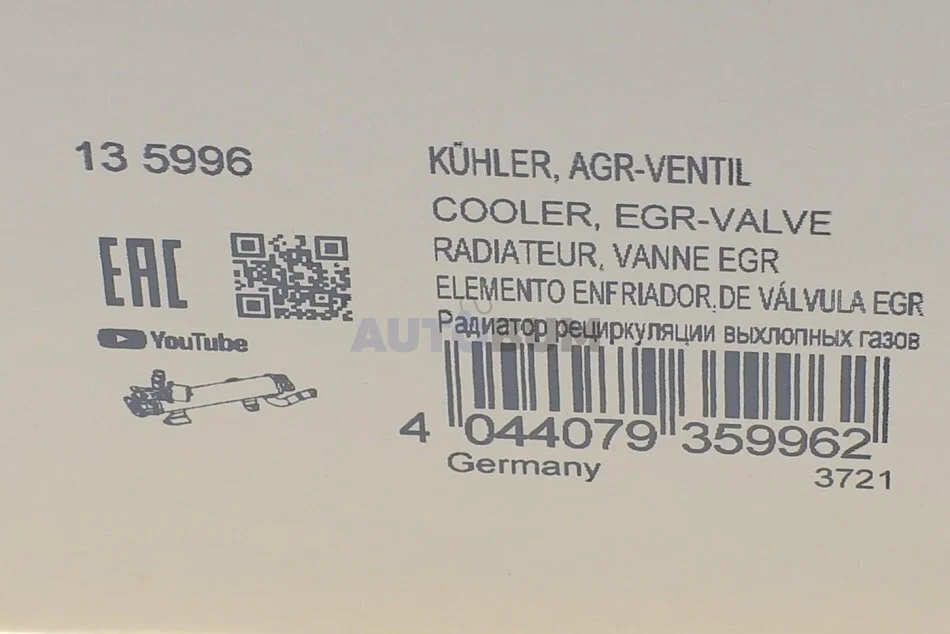 13 5996
KÜHLER, AGR-VENTIL
COOLER, EGR-VALVE
RADIATEUR, VANNE EGR
ELEMENTO ENFRIADOR.DE VÁLVULA EGR
Радиатор рециркуляции выхлопных газов
EAC
YouTube
AUTOBUM
4 044079 359962
Germany
3721